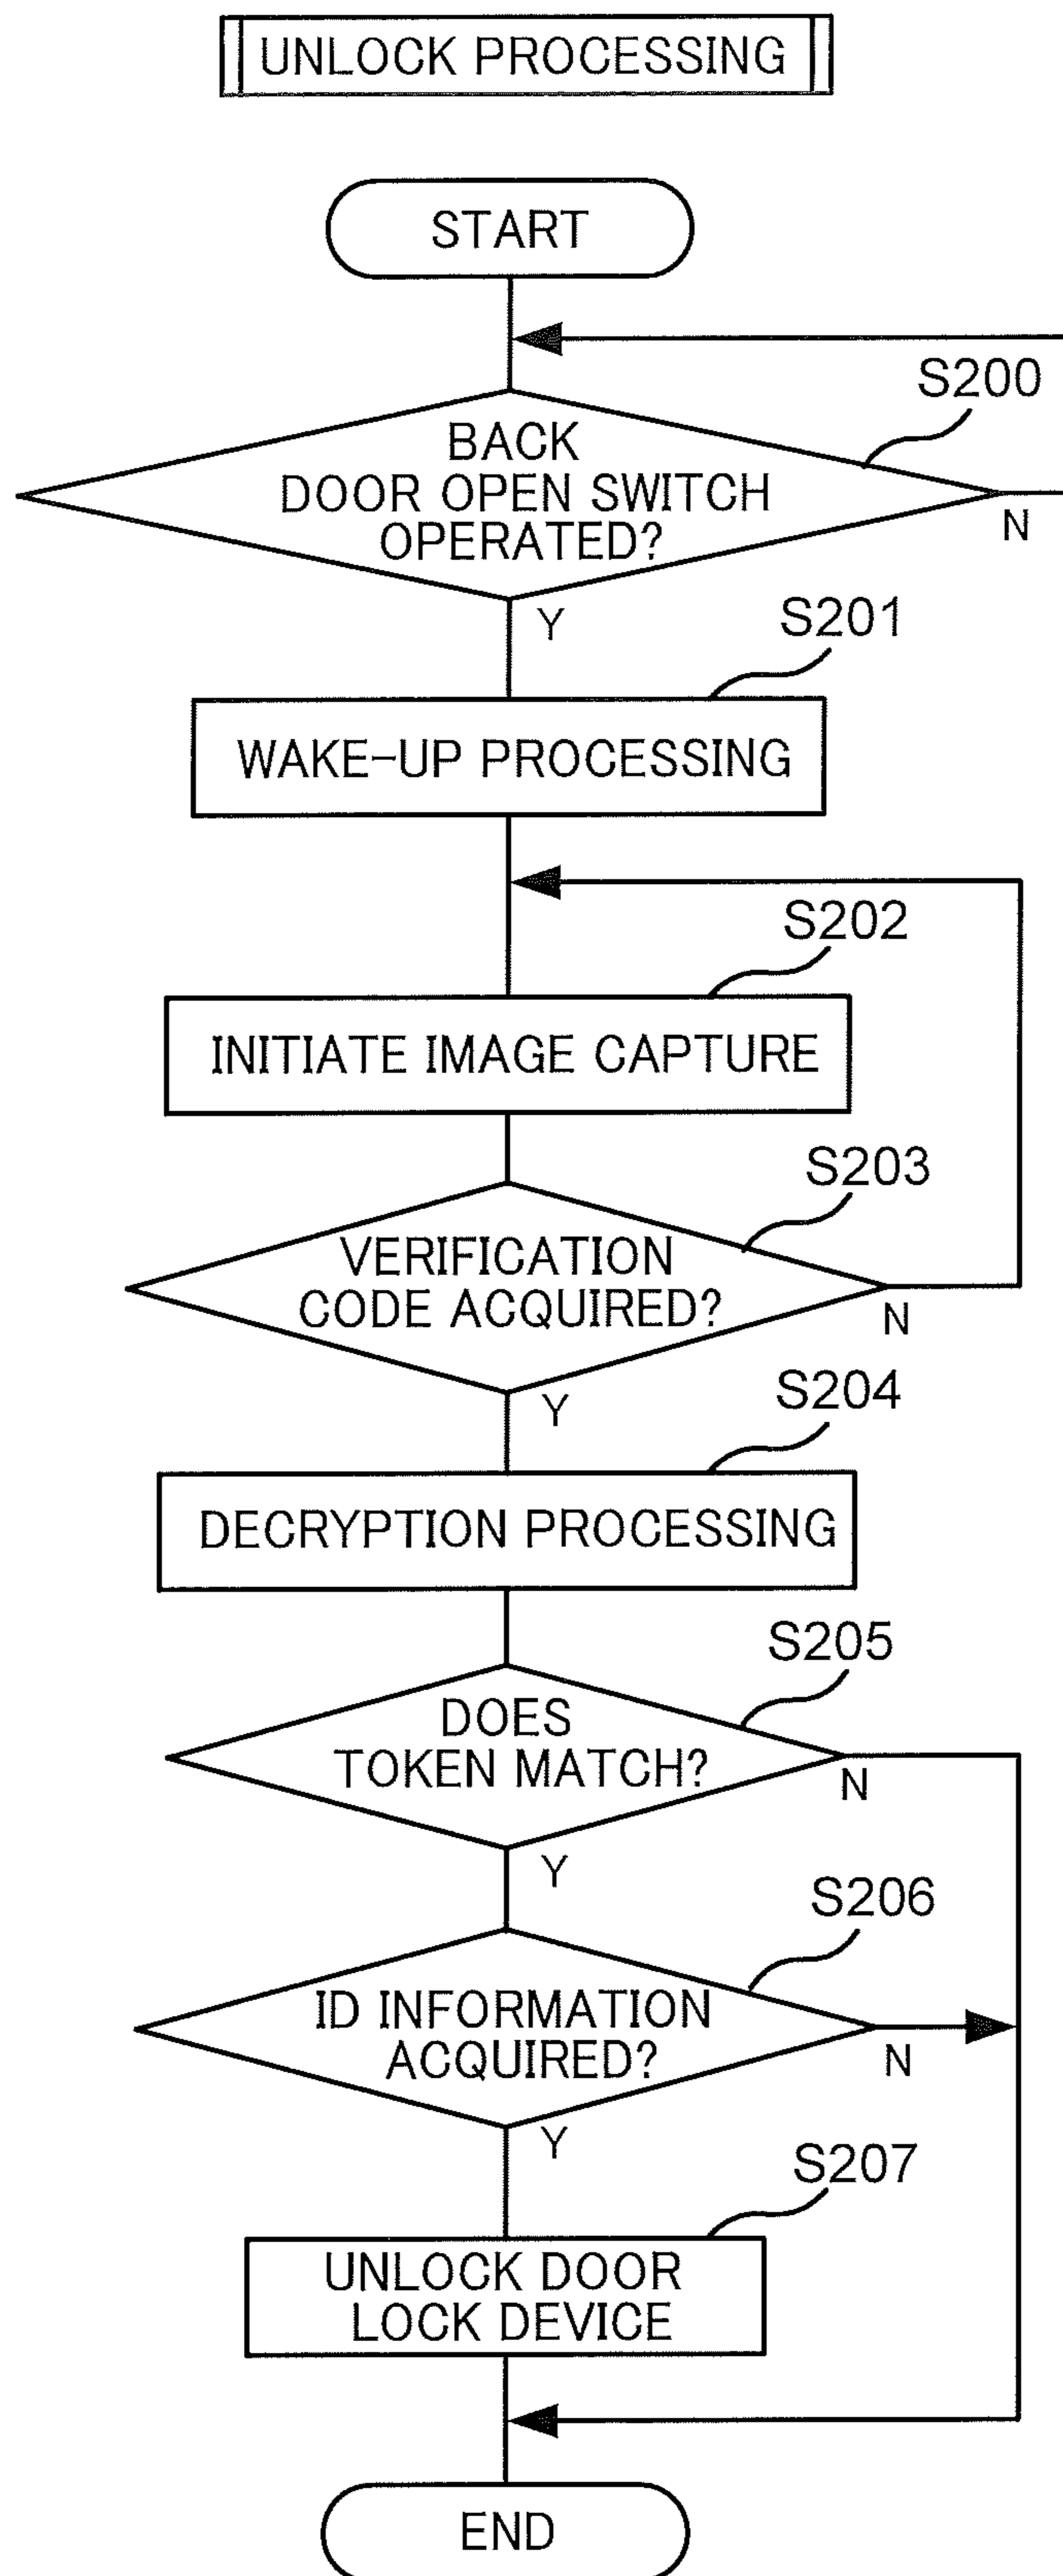 UNLOCK PROCESSING
START
S200
BACK
DOOR OPEN SWITCH
OPERATED?
N
Y
S201
WAKE-UP PROCESSING
S202
INITIATE IMAGE CAPTURE
S203
VERIFICATION
CODE ACQUIRED?
N
Y
S204
DECRYPTION PROCESSING
S205
DOES
TOKEN MATCH?
N
Y
S206
ID INFORMATION
ACQUIRED?
N
Y
S207
UNLOCK DOOR
LOCK DEVICE
END